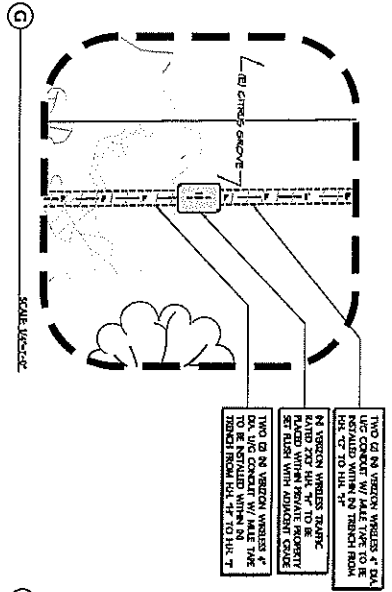 G
(E) CITRUS GROVE
TWO (2) (N) VERIZON WIRELESS 4" DIA.
U/G CONDUIT W/ MULE TAPE TO BE
INSTALLED WITHIN (N) TRENCH FROM
H.H. "G" TO H.H. "H"
(N) VERIZON WIRELESS TRAFFIC
RATED H.H. "H" TO BE
PLACED WITHIN PRIVATE PROPERTY
SET FLUSH WITH ADJACENT GRADE
TWO (2) (N) VERIZON WIRELESS 4"
DIA. U/G CONDUIT W/ MULE TAPE
TO BE INSTALLED WITHIN (N)
TRENCH FROM H.H. "H" TO H.H. "I"
SCALE: 1/4"=1'-0"